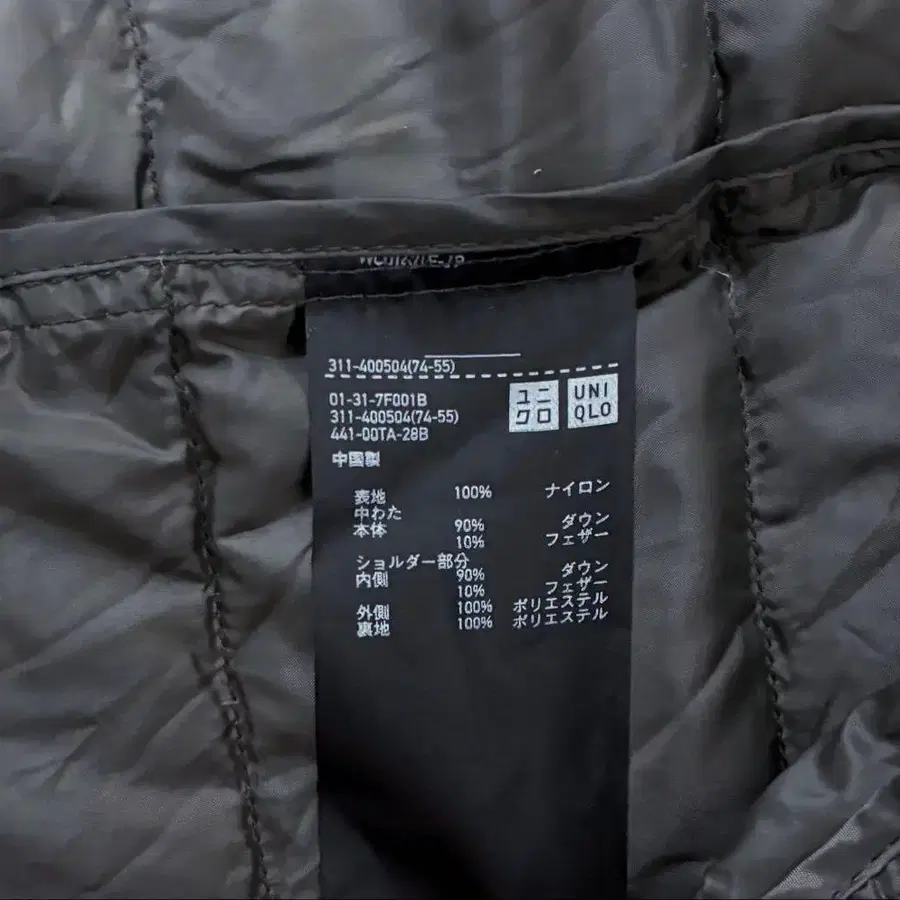 311-400504(74-55)
01-31-7F001B
311-400504(74-55)
441-00TA-28B
ユニ
クロ
UNI
QLO
中国製
表地 100% ナイロン
中わた
本体 90% ダウン
10% フェザー
ショルダー部分
内側 90% ダウン
10% フェザー
外側 100% ポリエステル
裏地 100% ポリエステル